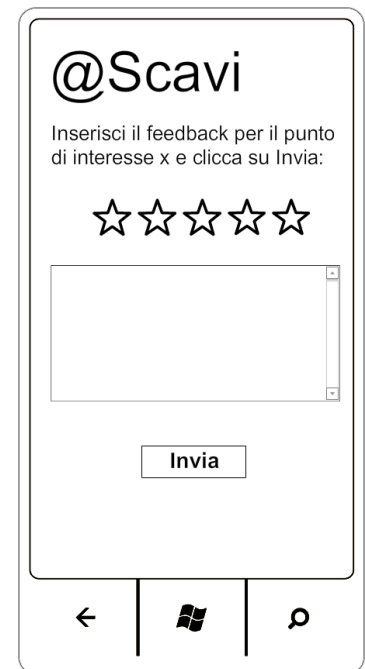 @Scavi
Inserisci il feedback per il punto
di interesse x e clicca su Invia:
Invia